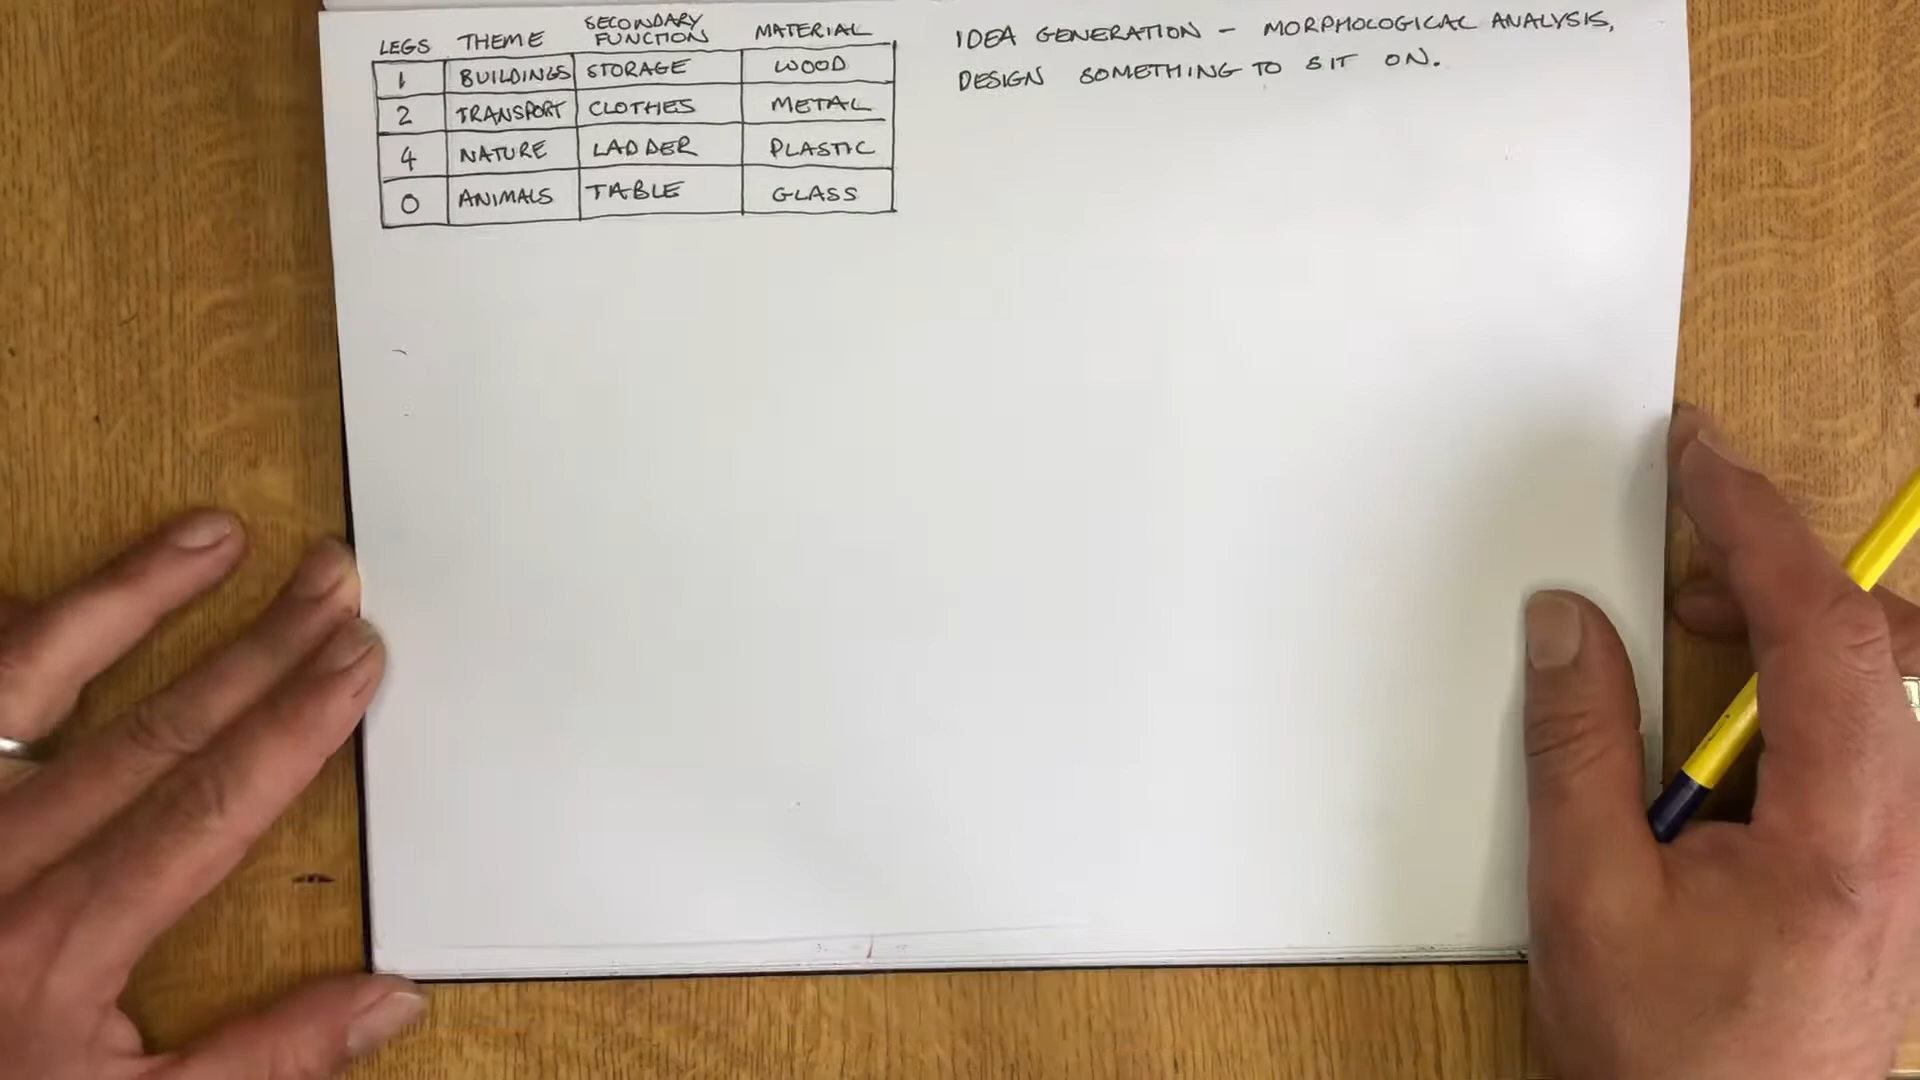 LEGS THEME SECONDARY FUNCTION MATERIAL
1 BUILDINGS STORAGE WOOD
2 TRANSPORT CLOTHES METAL
4 NATURE LADDER PLASTIC
0 ANIMALS TABLE GLASS
IDEA GENERATION - MORPHOLOGICAL ANALYSIS,
DESIGN SOMETHING TO SIT ON.